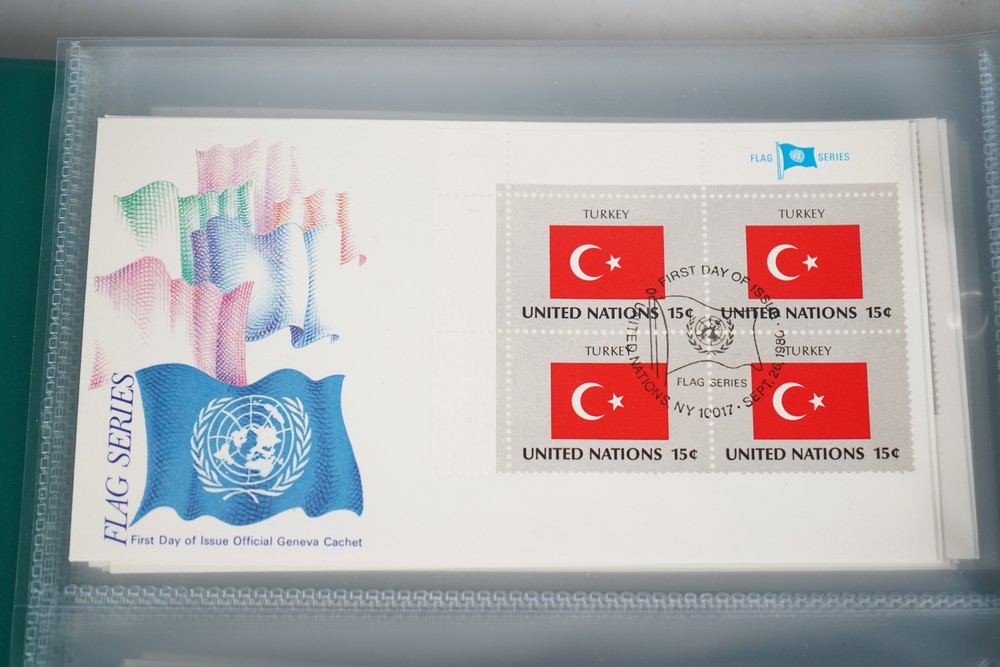 FLAG SERIES
TURKEY TURKEY
UNITED NATIONS 15¢ UNITED NATIONS 15¢
TURKEY TURKEY
UNITED NATIONS 15¢ UNITED NATIONS 15¢
FIRST DAY OF ISSUE · UNITED NATIONS, NY 10017 · SEPT. 26, 1980
FLAG SERIES
FLAG SERIES
First Day of Issue Official Geneva Cachet